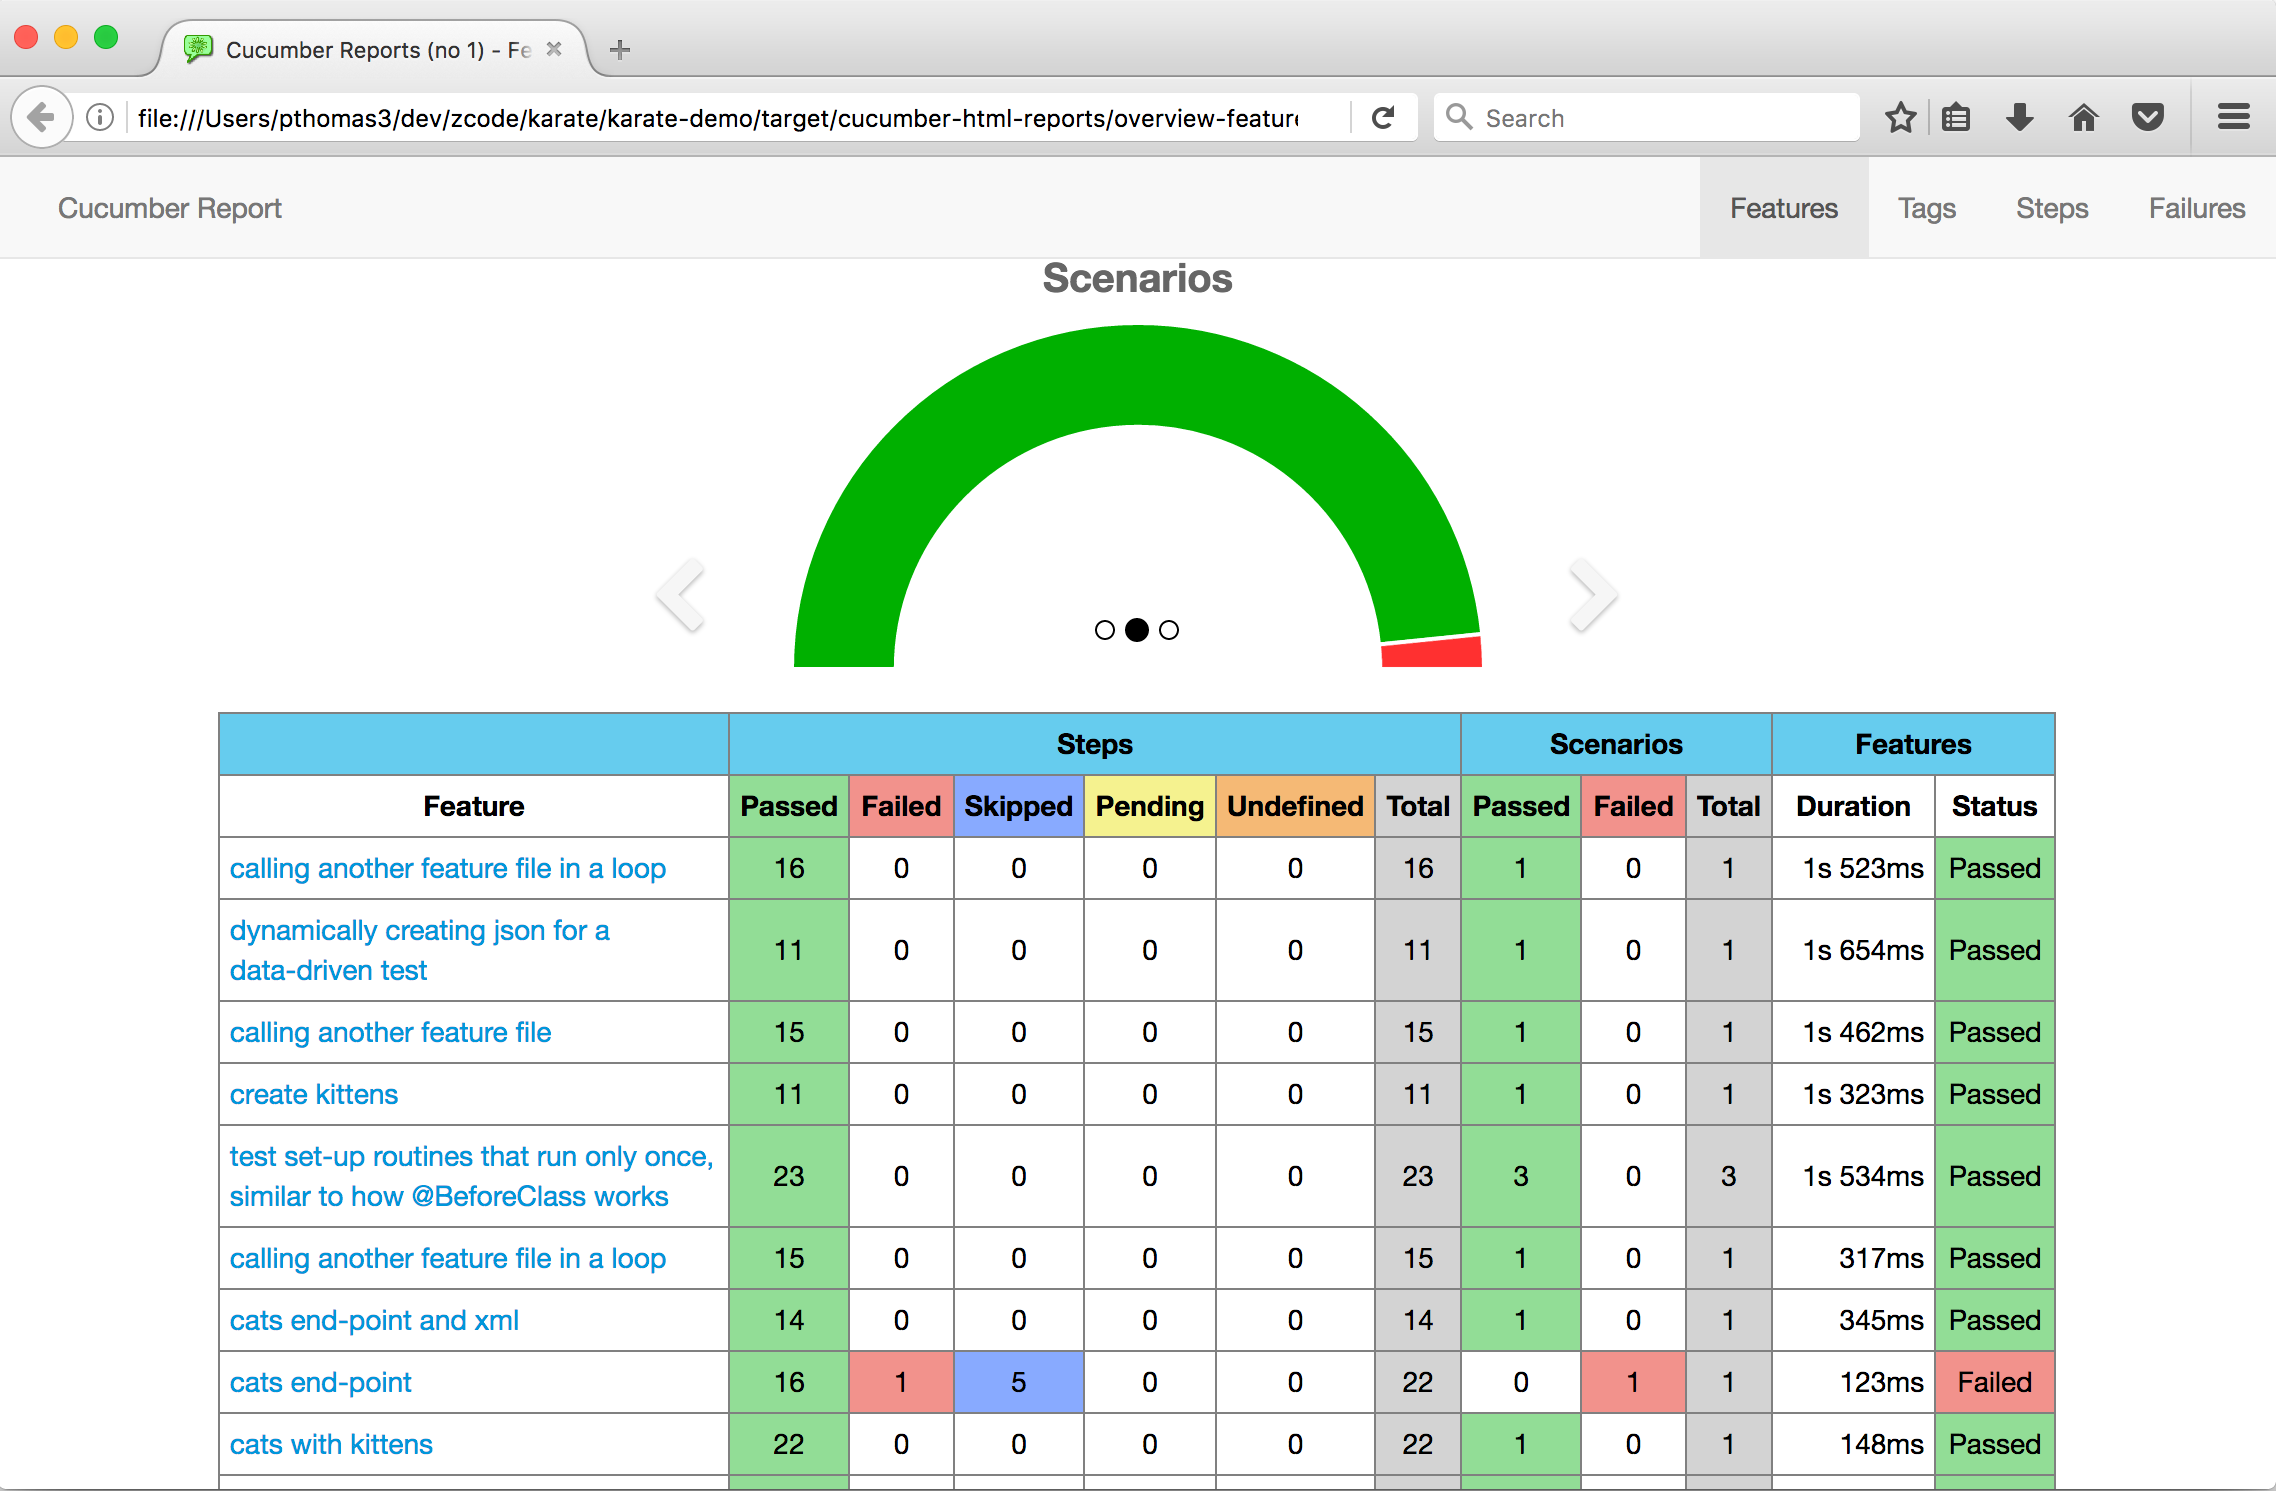 Cucumber Reports (no 1) - Fe
file:///Users/pthomas3/dev/zcode/karate/karate-demo/target/cucumber-html-reports/overview-feature
Search
Cucumber Report
Features
Tags
Steps
Failures
Scenarios
Steps Scenarios Features
Feature Passed Failed Skipped Pending Undefined Total Passed Failed Total Duration Status
calling another feature file in a loop 16 0 0 0 0 16 1 0 1 1s 523ms Passed
dynamically creating json for a
data-driven test 11 0 0 0 0 11 1 0 1 1s 654ms Passed
calling another feature file 15 0 0 0 0 15 1 0 1 1s 462ms Passed
create kittens 11 0 0 0 0 11 1 0 1 1s 323ms Passed
test set-up routines that run only once,
similar to how @BeforeClass works 23 0 0 0 0 23 3 0 3 1s 534ms Passed
calling another feature file in a loop 15 0 0 0 0 15 1 0 1 317ms Passed
cats end-point and xml 14 0 0 0 0 14 1 0 1 345ms Passed
cats end-point 16 1 5 0 0 22 0 1 1 123ms Failed
cats with kittens 22 0 0 0 0 22 1 0 1 148ms Passed